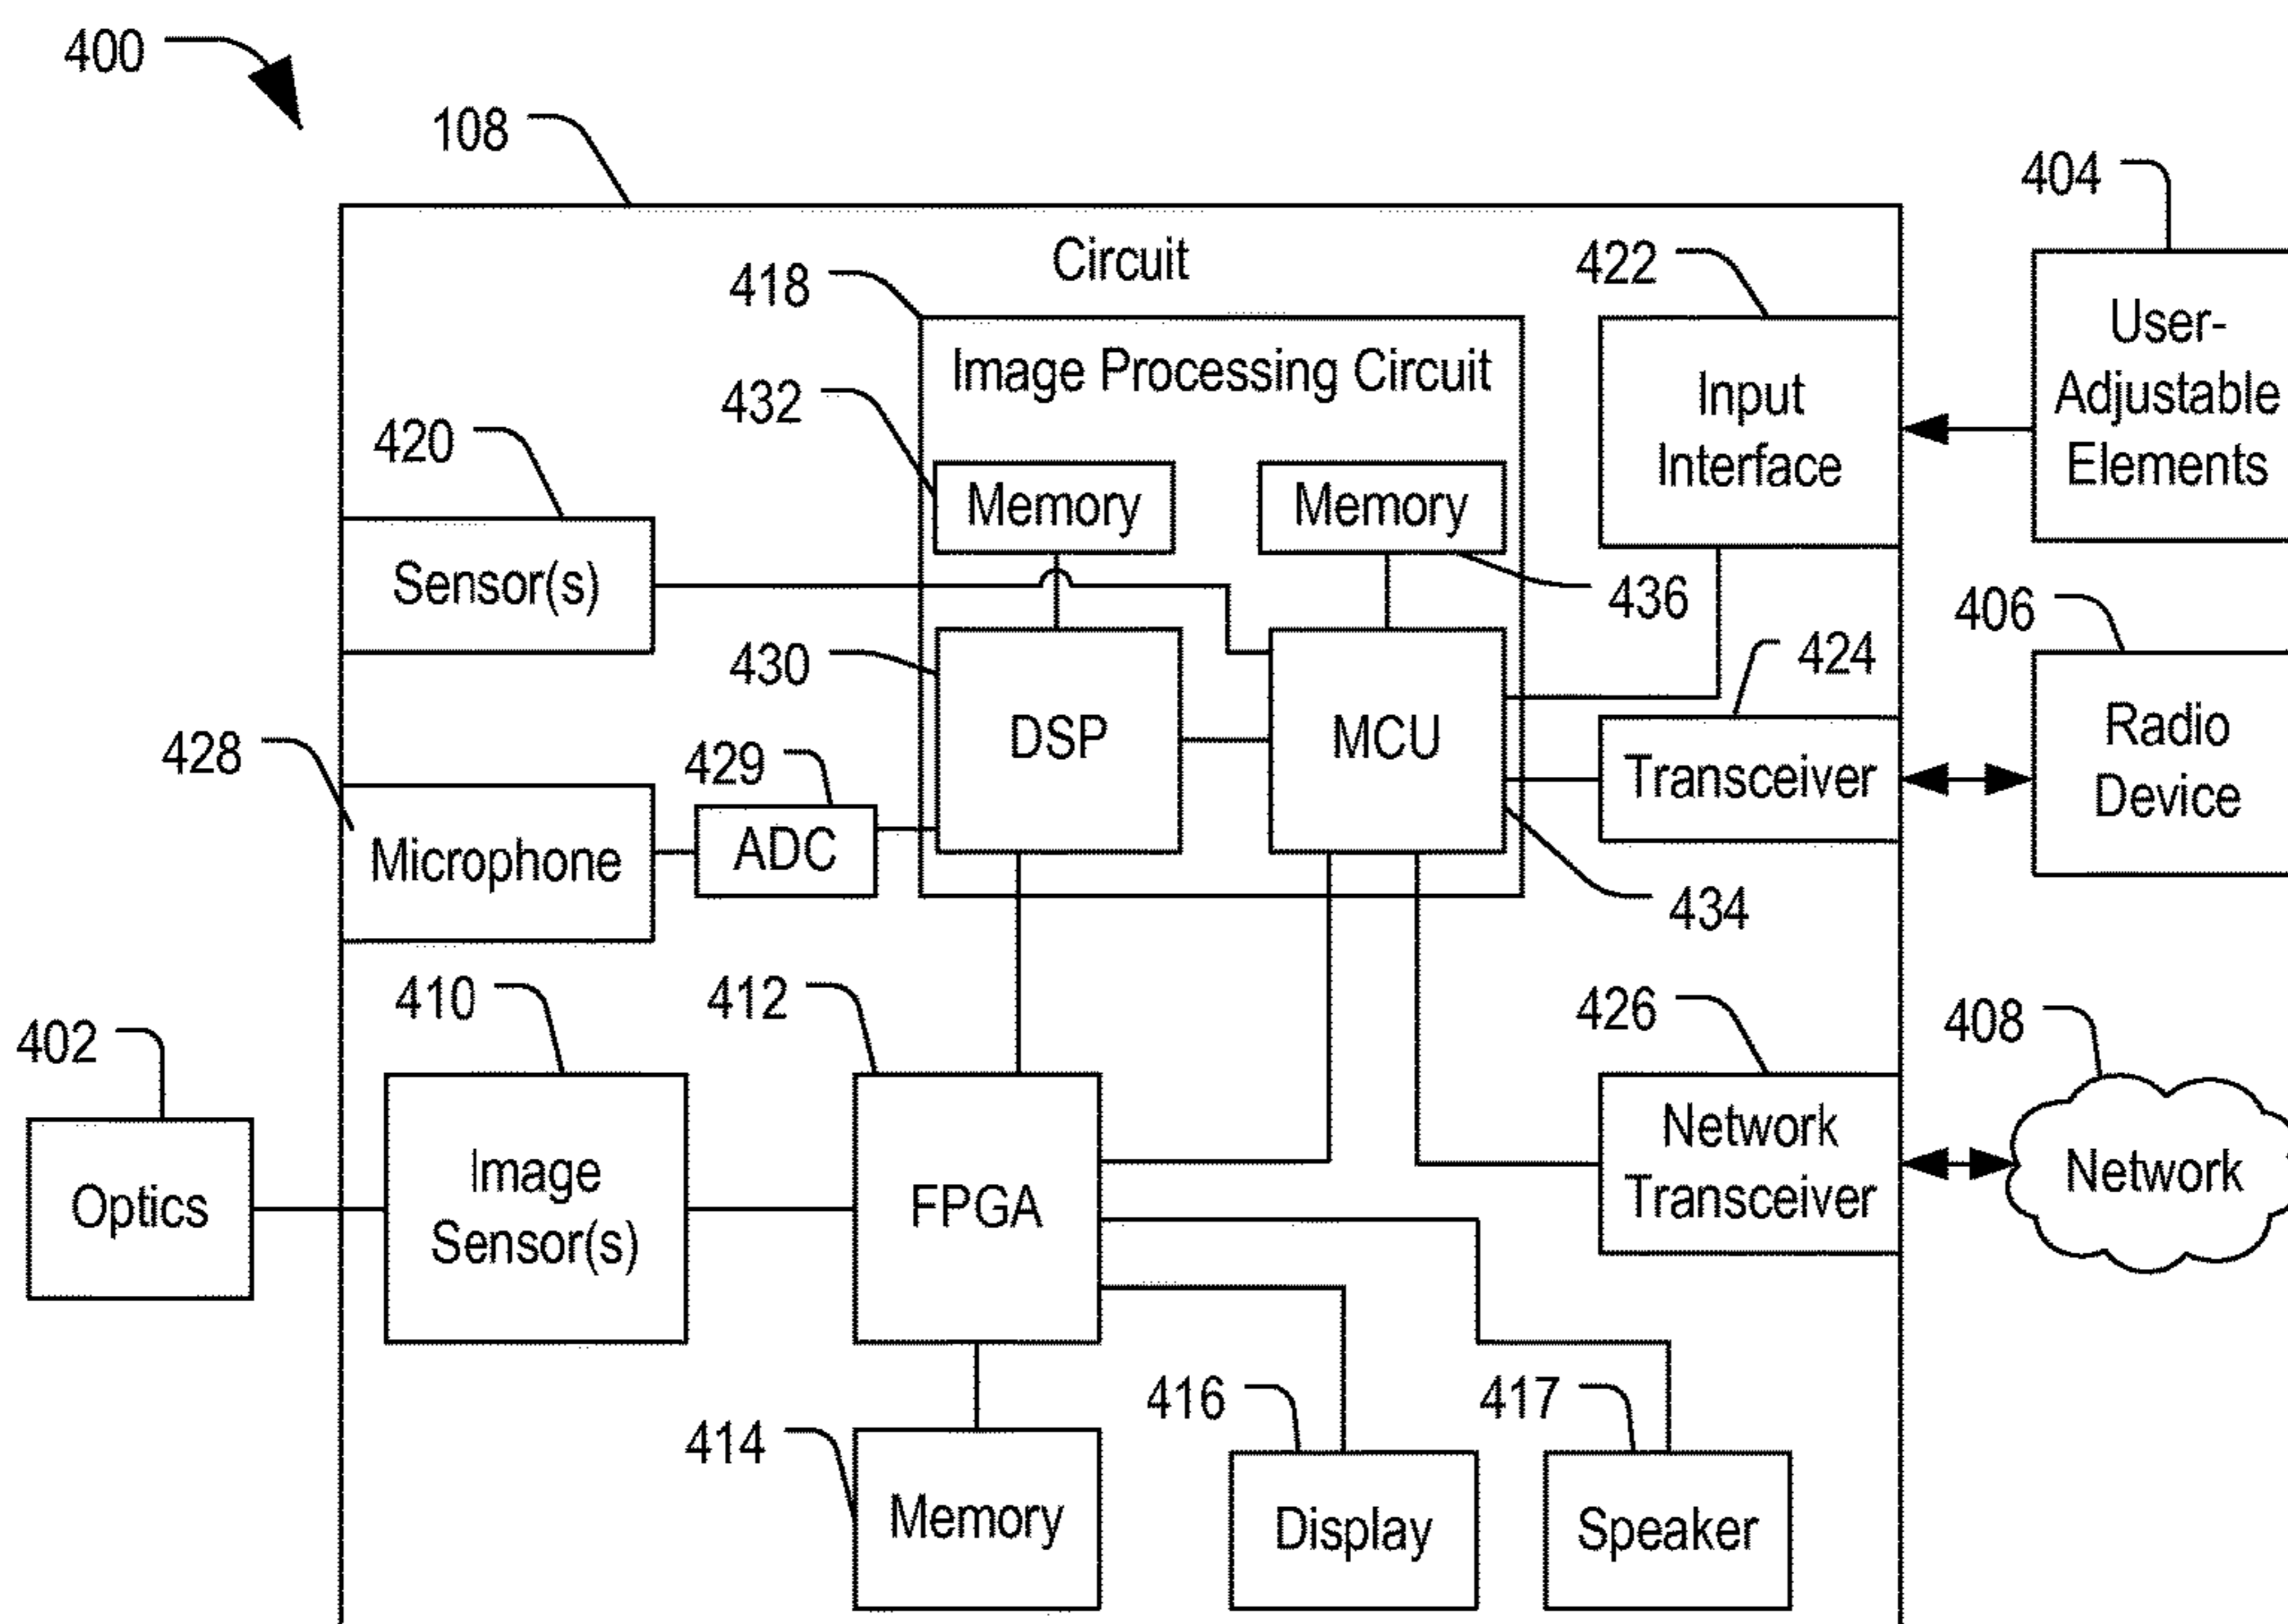 400
108
404
Circuit
418
422
User-
Adjustable
Elements
Image Processing Circuit
432
Input
Interface
420
Memory
Memory
Sensor(s)
436
406
430
424
428
DSP
MCU
Radio
Device
429
Transceiver
Microphone
ADC
434
410
412
426
408
402
Network
Transceiver
Network
Image
Sensor(s)
Optics
FPGA
416
417
414
Memory
Display
Speaker